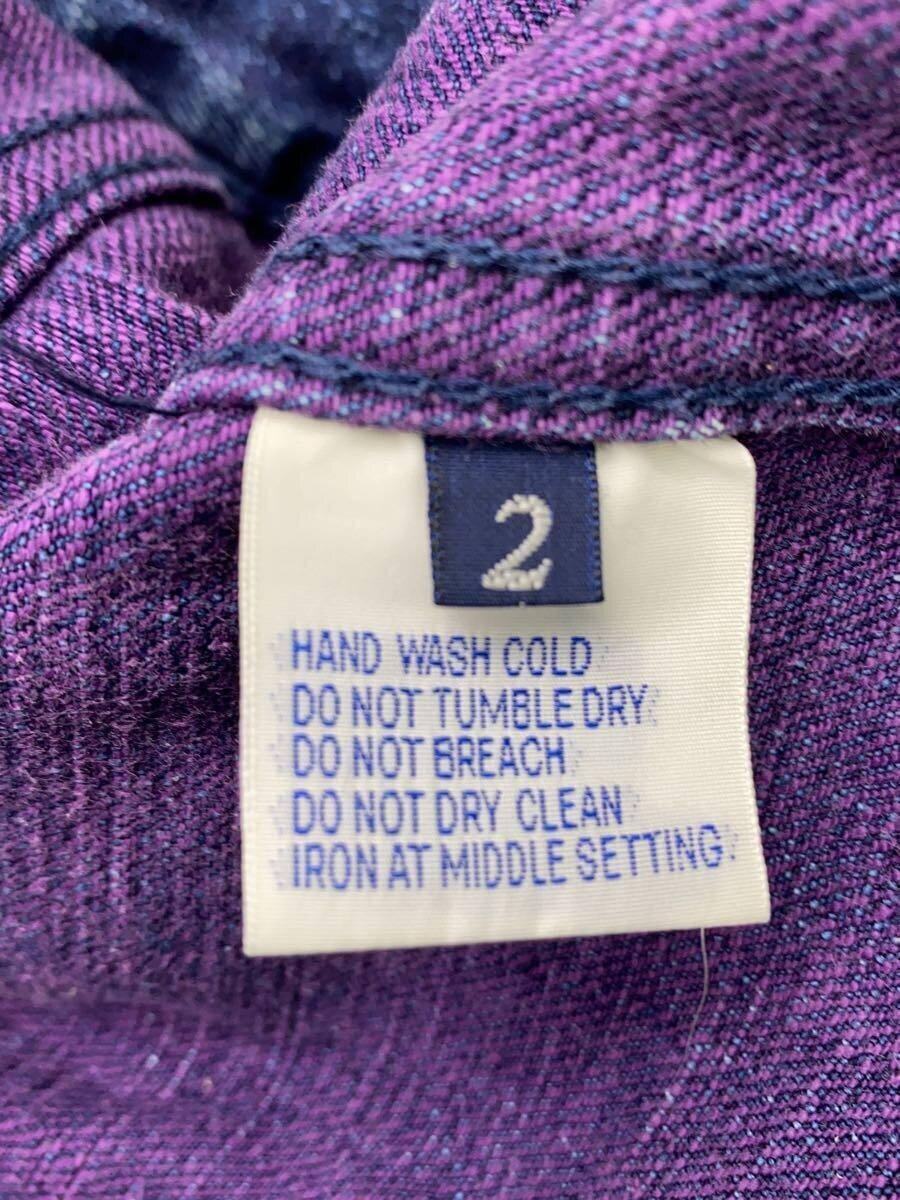 2
HAND WASH COLD
DO NOT TUMBLE DRY
DO NOT BREACH
DO NOT DRY CLEAN
IRON AT MIDDLE SETTING